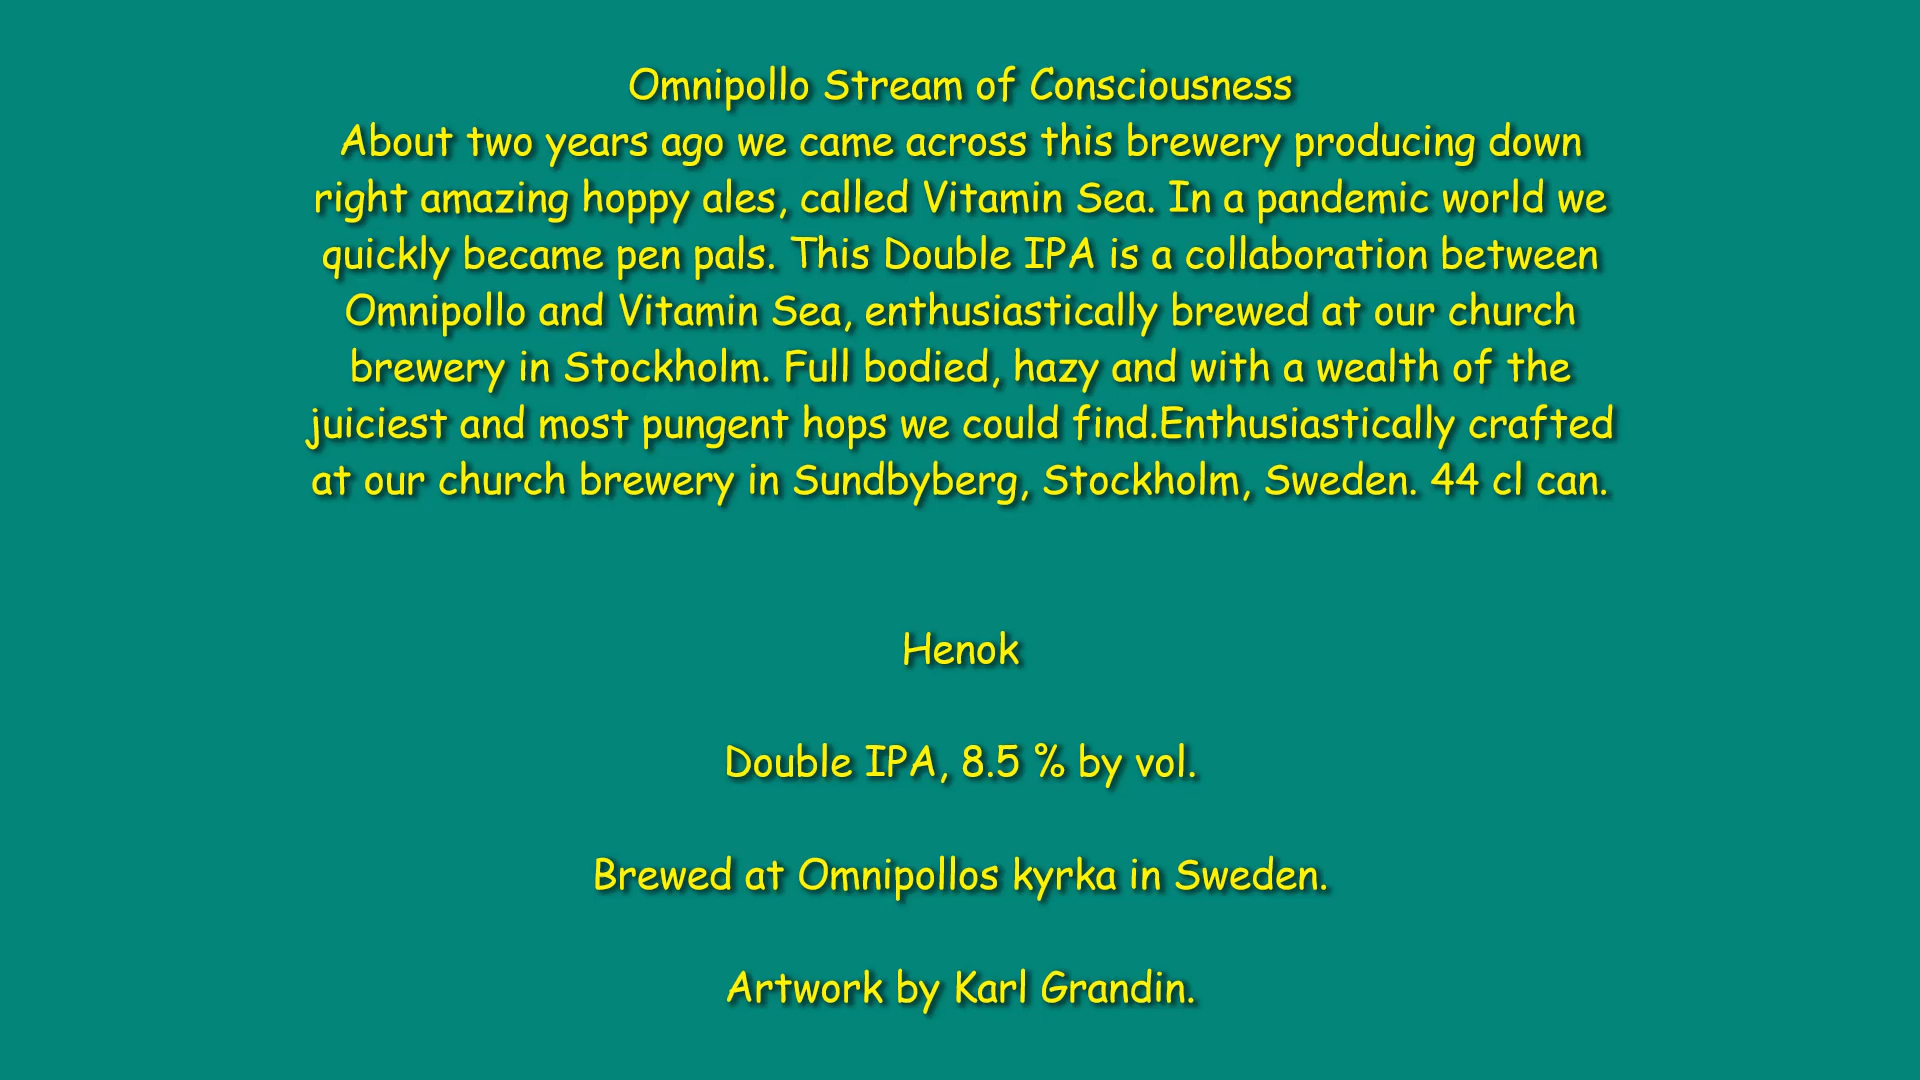 Omnipollo Stream of Consciousness
About two years ago we came across this brewery producing down
right amazing hoppy ales, called Vitamin Sea. In a pandemic world we
quickly became pen pals. This Double IPA is a collaboration between
Omnipollo and Vitamin Sea, enthusiastically brewed at our church
brewery in Stockholm. Full bodied, hazy and with a wealth of the
juiciest and most pungent hops we could find.Enthusiastically crafted
at our church brewery in Sundbyberg, Stockholm, Sweden. 44 cl can.
Henok
Double IPA, 8.5 % by vol.
Brewed at Omnipollos kyrka in Sweden.
Artwork by Karl Grandin.